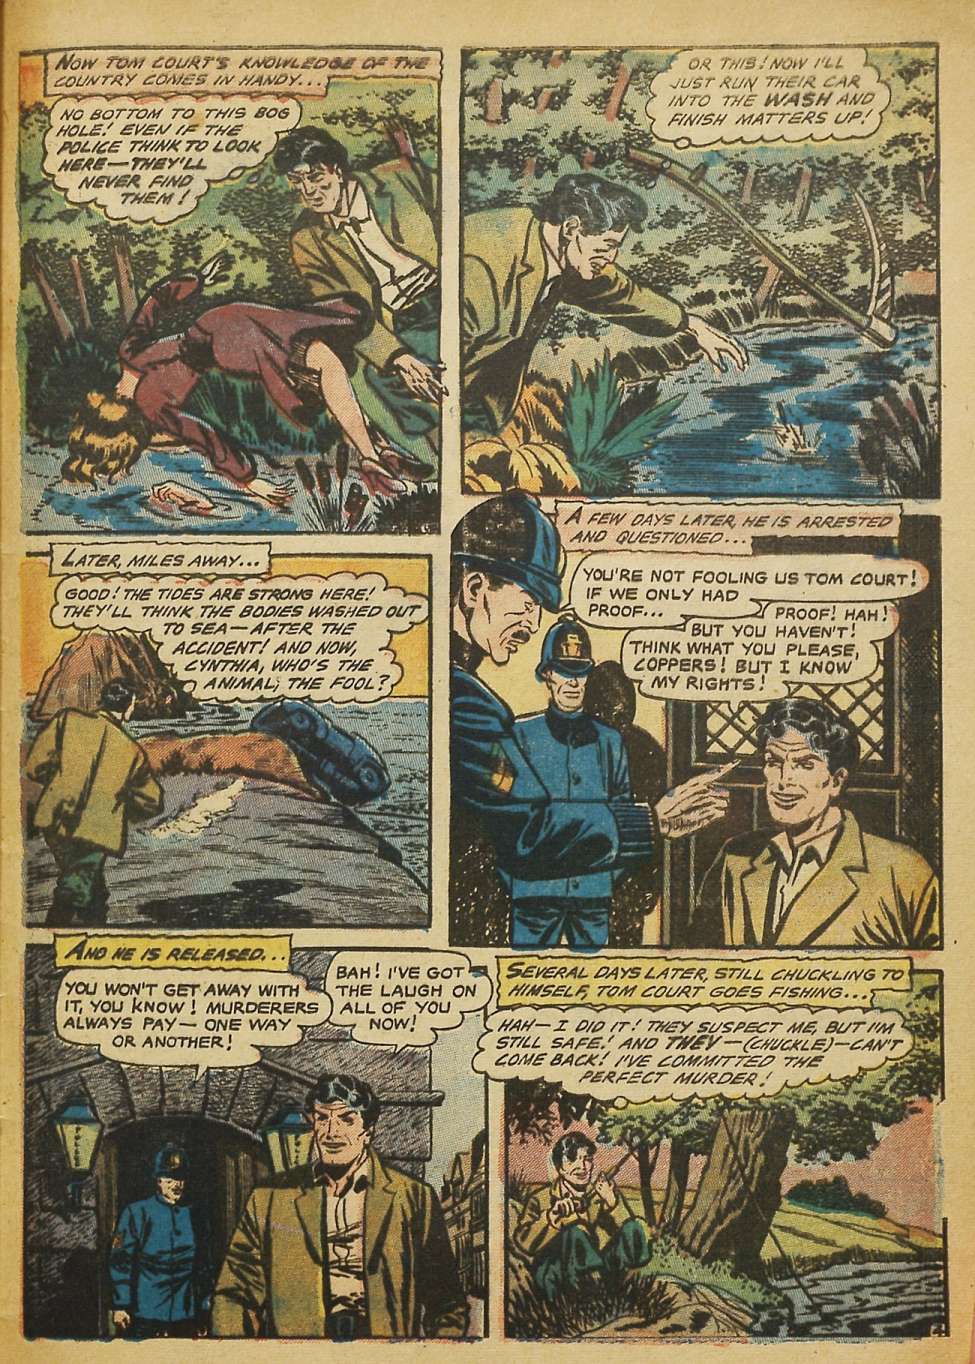 NOW TOM COURT'S KNOWLEDGE OF THE
COUNTRY COMES IN HANDY...
NO BOTTOM TO THIS BOG
HOLE! EVEN IF THE
POLICE THINK TO LOOK
HERE—THEY'LL
NEVER FIND
THEM!
OR THIS! NOW I'LL
JUST RUN THEIR CAR
INTO THE WASH AND
FINISH MATTERS UP!
LATER, MILES AWAY...
GOOD! THE TIDES ARE STRONG HERE!
THEY'LL THINK THE BODIES WASHED OUT
TO SEA—AFTER THE
ACCIDENT! AND NOW,
CYNTHIA, WHO'S THE
ANIMAL, THE FOOL?
A FEW DAYS LATER, HE IS ARRESTED
AND QUESTIONED...
YOU'RE NOT FOOLING US TOM COURT!
IF WE ONLY HAD
PROOF...
PROOF! HAH!
BUT YOU HAVEN'T!
THINK WHAT YOU PLEASE,
COPPERS! BUT I KNOW
MY RIGHTS!
AND HE IS RELEASED...
YOU WON'T GET AWAY WITH
IT, YOU KNOW! MURDERERS
ALWAYS PAY—ONE WAY
OR ANOTHER!
BAH! I'VE GOT
THE LAUGH ON
ALL OF YOU
NOW!
POLICE
SEVERAL DAYS LATER, STILL CHUCKLING TO
HIMSELF, TOM COURT GOES FISHING...
HAH—I DID IT! THEY SUSPECT ME, BUT I'M
STILL SAFE! AND THEY—(CHUCKLE)—CAN'T
COME BACK! I'VE COMMITTED THE
PERFECT MURDER!